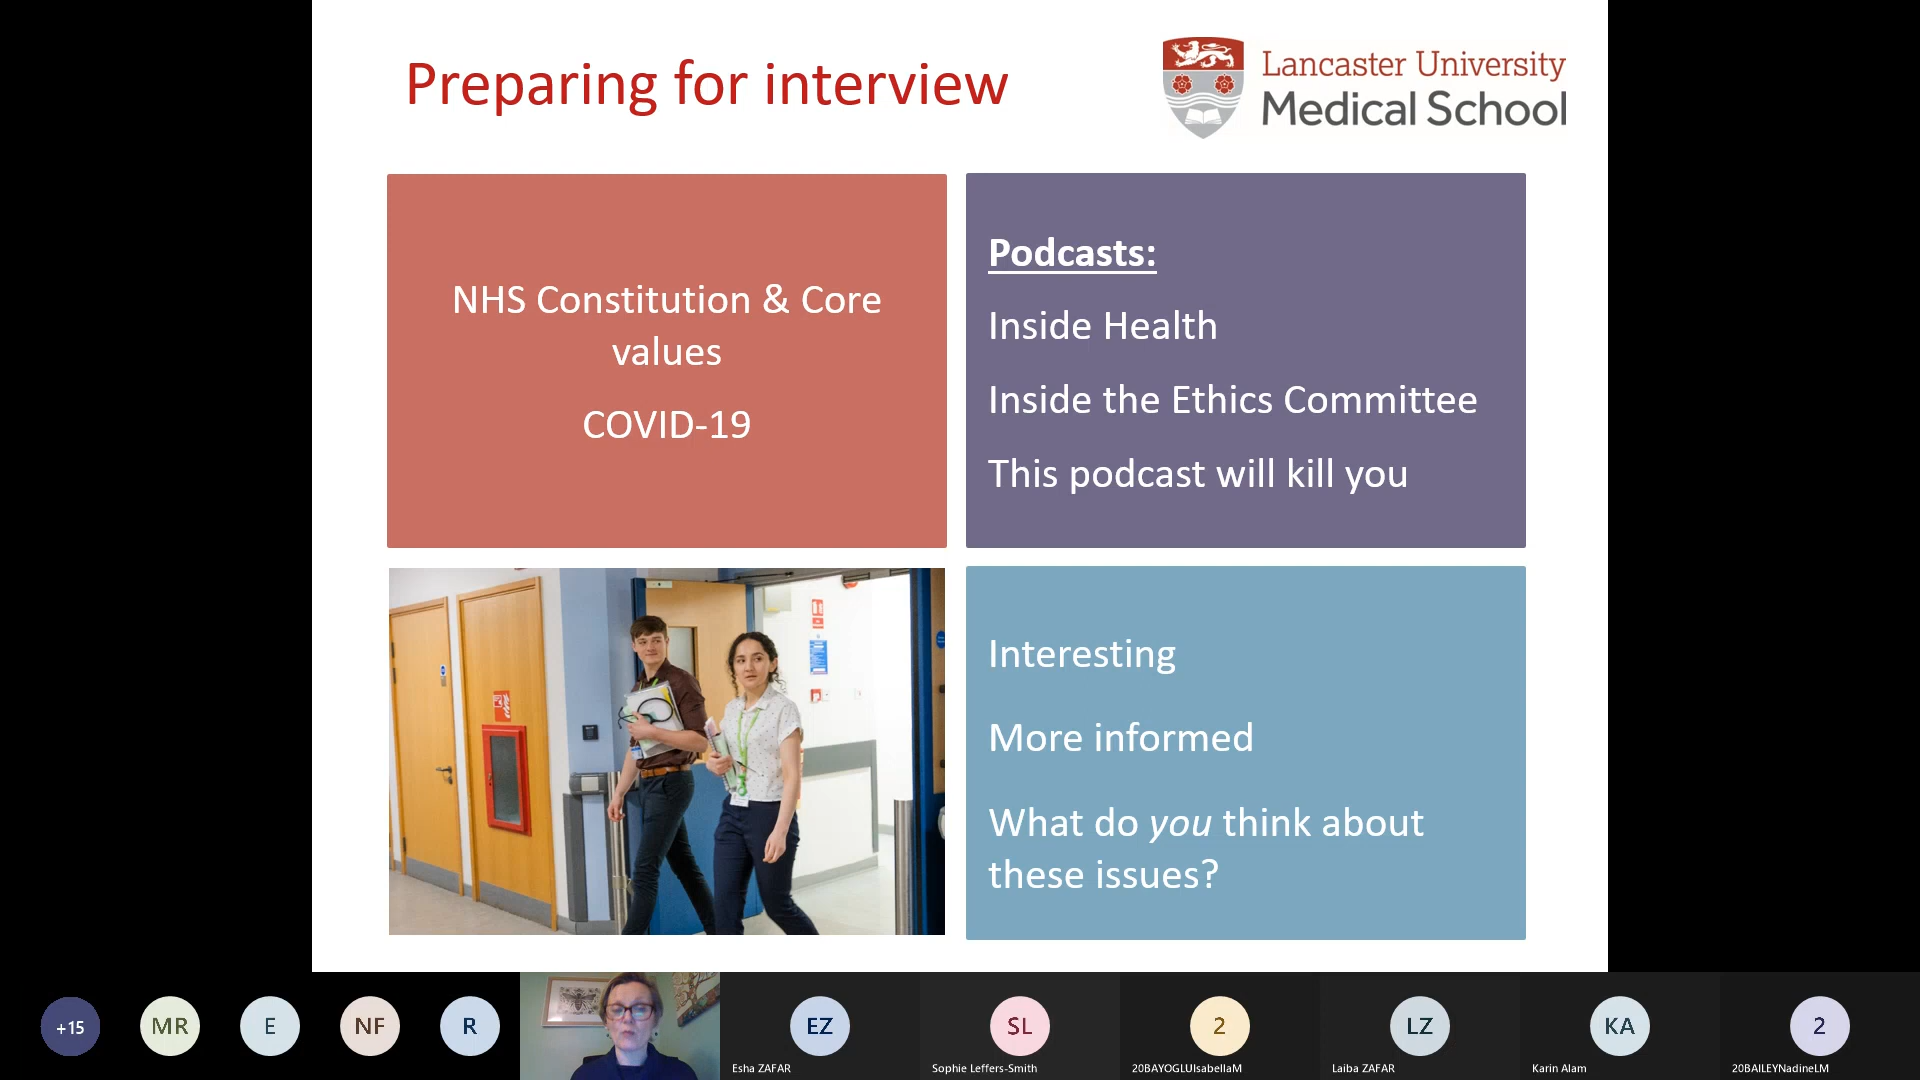 Preparing for interview
Lancaster University
Medical School
NHS Constitution & Core
values
COVID-19
Podcasts:
Inside Health
Inside the Ethics Committee
This podcast will kill you
Interesting
More informed
What do you think about
these issues?
+15
MR
E
NF
R
EZ
Esha ZAFAR
SL
Sophie Leffers-Smith
2
20BAYOGLUIsabellaM
LZ
Laiba ZAFAR
KA
Karin Alam
2
20BAILEYNadineLM